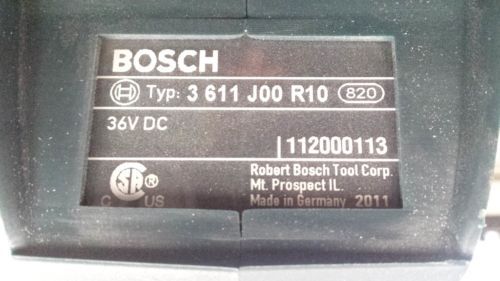 BOSCH
Typ: 3 611 J00 R10 820
36V DC
112000113
Robert Bosch Tool Corp.
Mt. Prospect IL.
Made in Germany 2011
CSA ®
C US